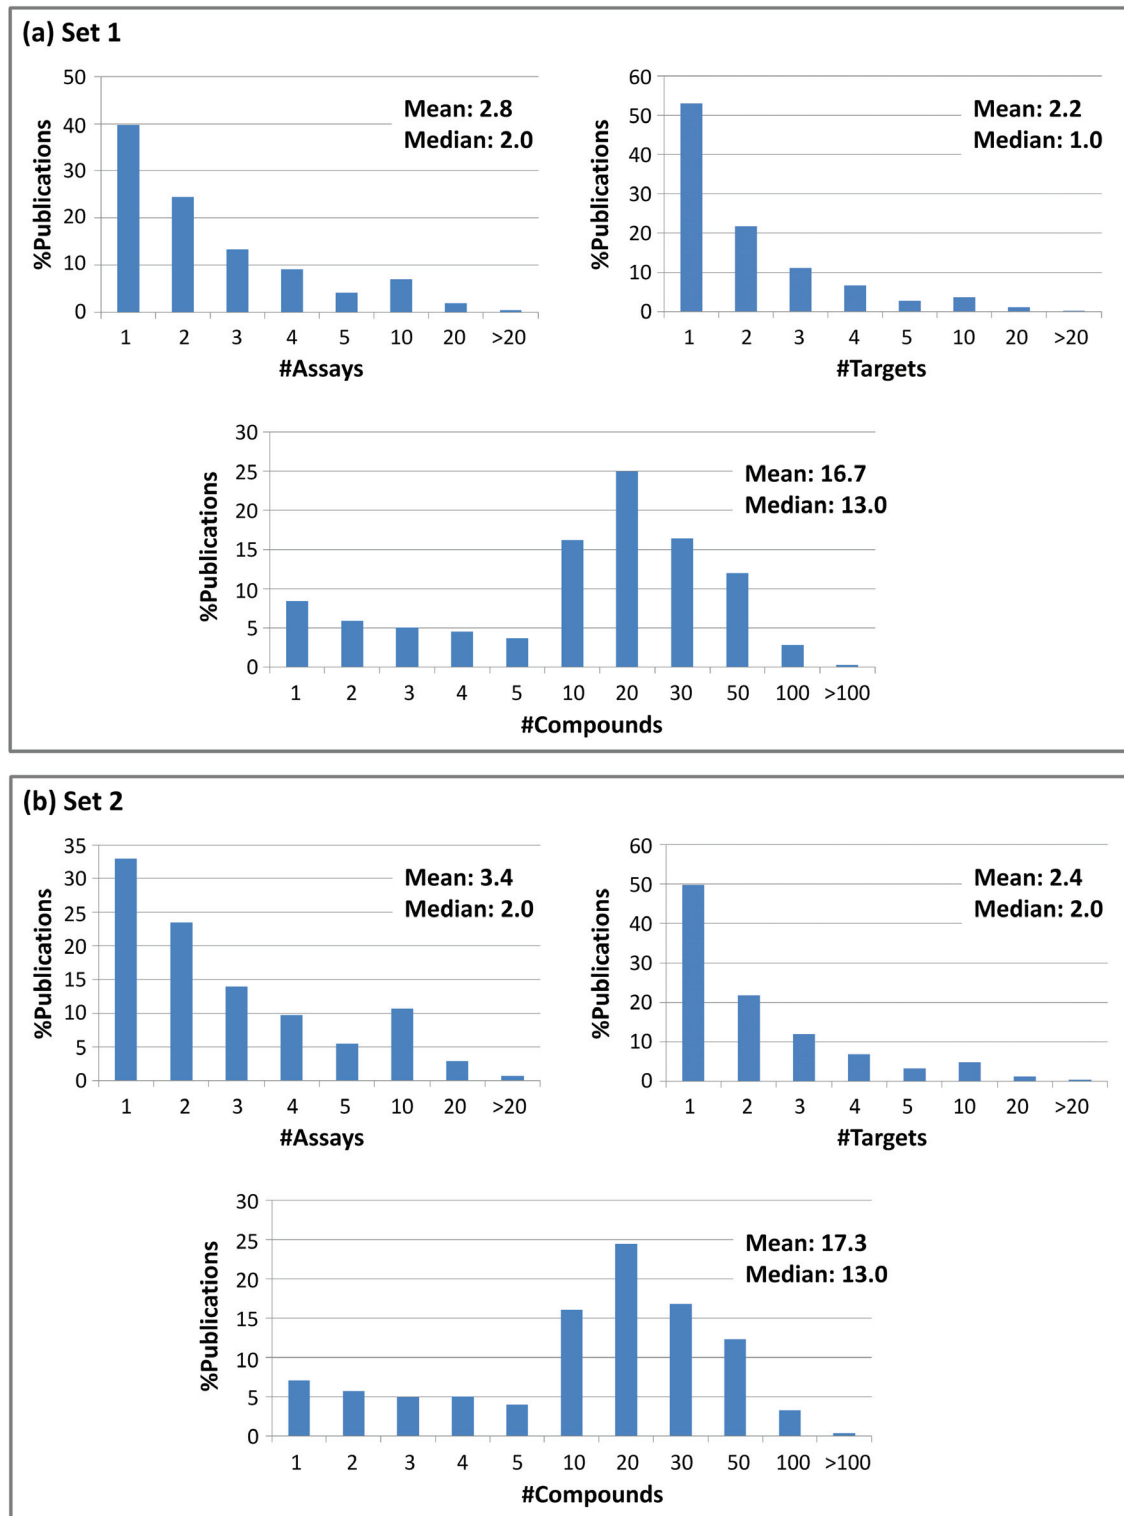 (a) Set 1
50
40
30
20
10
0
%Publications
Mean: 2.8
Median: 2.0
1 2 3 4 5 10 20 >20
#Assays
60
50
40
30
20
10
0
%Publications
Mean: 2.2
Median: 1.0
1 2 3 4 5 10 20 >20
#Targets
30
25
20
15
10
5
0
%Publications
Mean: 16.7
Median: 13.0
1 2 3 4 5 10 20 30 50 100 >100
#Compounds
(b) Set 2
35
30
25
20
15
10
5
0
%Publications
Mean: 3.4
Median: 2.0
1 2 3 4 5 10 20 >20
#Assays
60
50
40
30
20
10
0
%Publications
Mean: 2.4
Median: 2.0
1 2 3 4 5 10 20 >20
#Targets
30
25
20
15
10
5
0
%Publications
Mean: 17.3
Median: 13.0
1 2 3 4 5 10 20 30 50 100 >100
#Compounds